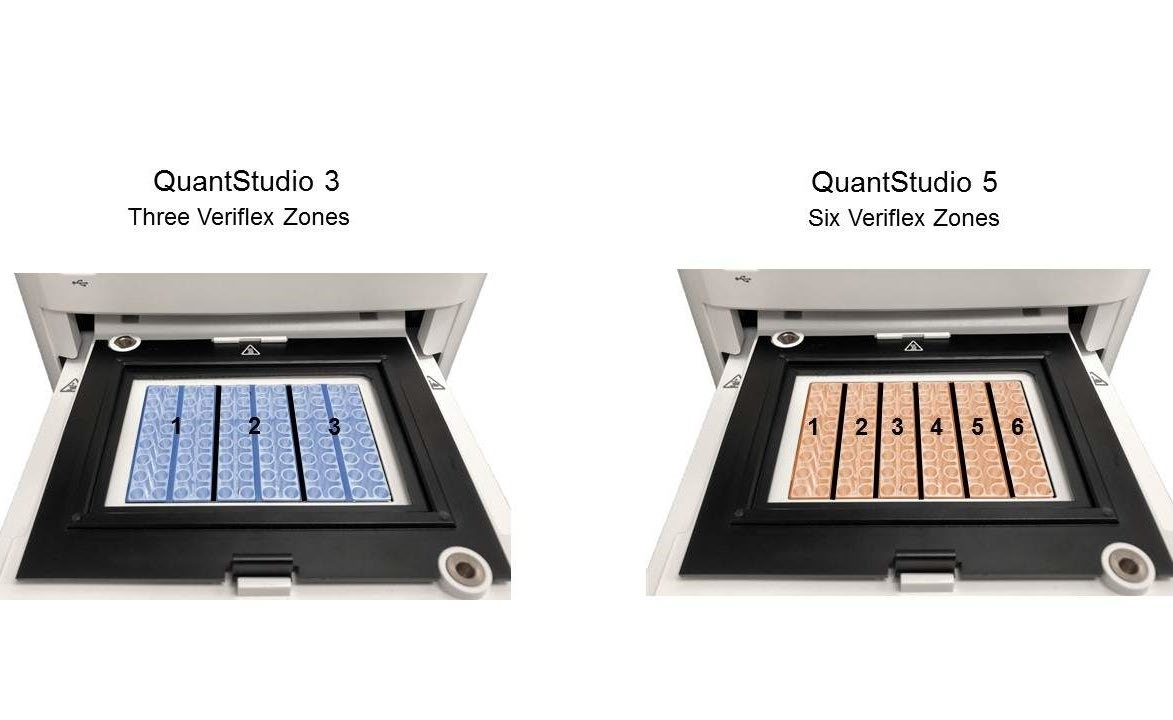 QuantStudio 3
Three Veriflex Zones
1 2 3
QuantStudio 5
Six Veriflex Zones
1 2 3 4 5 6